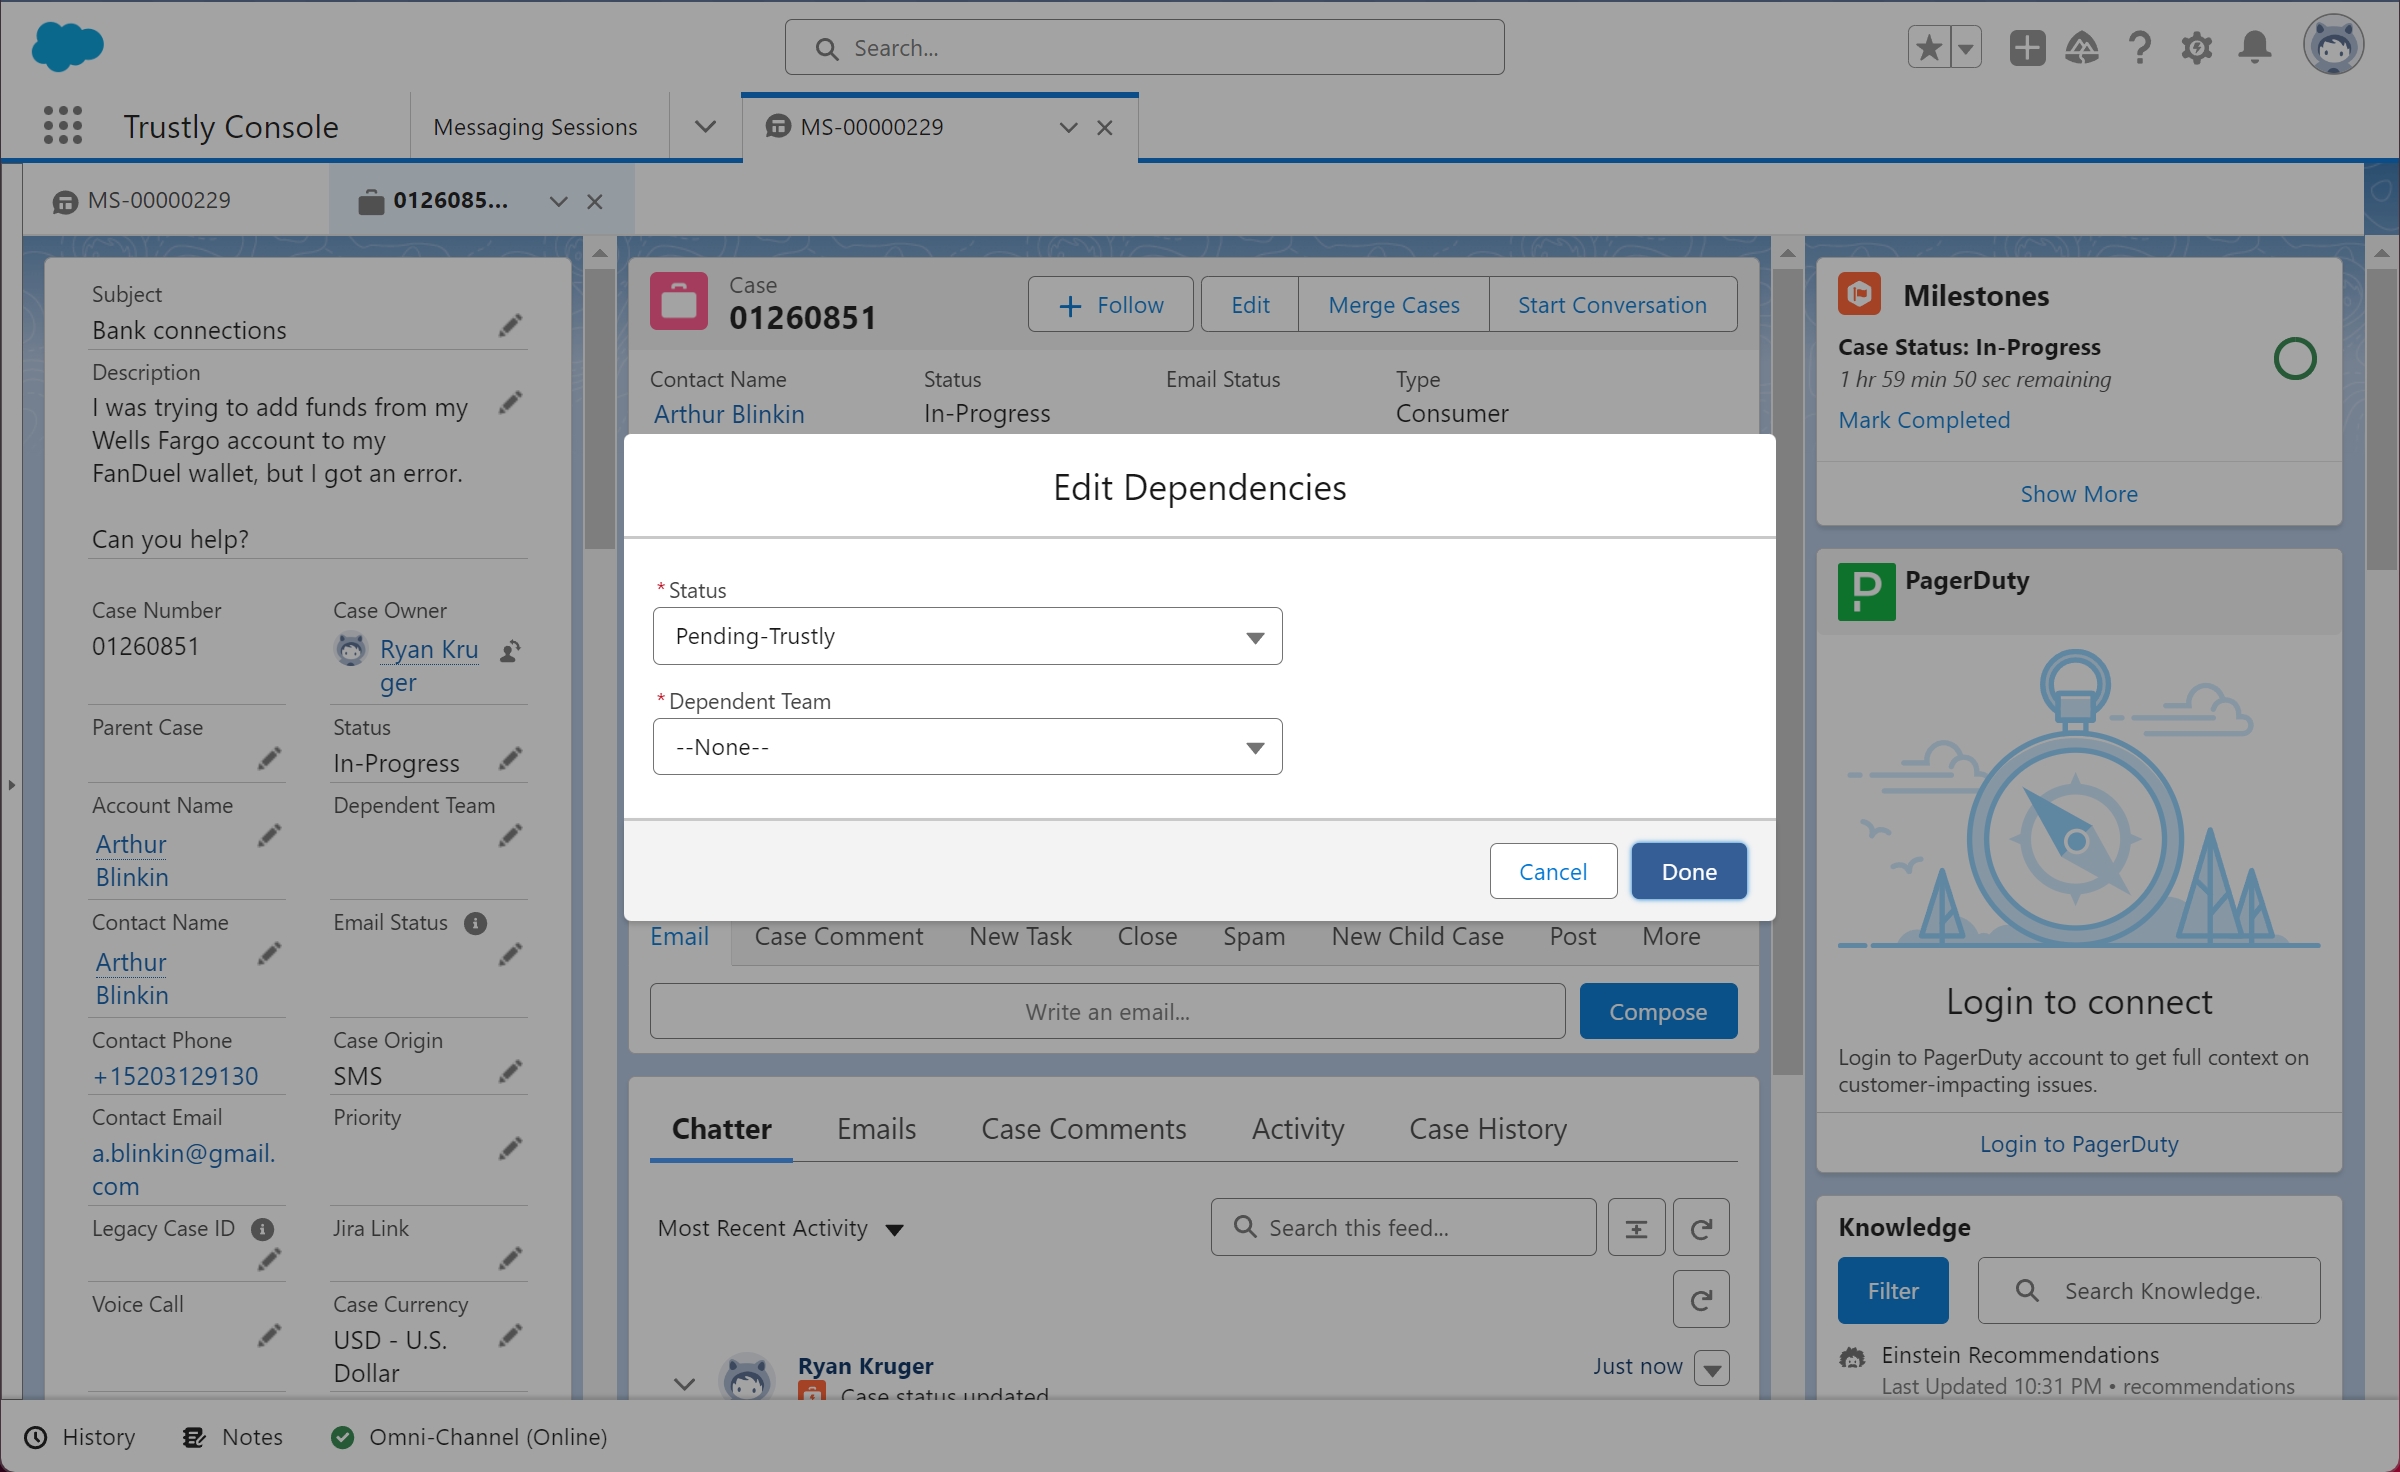 Search...
Trustly Console
Messaging Sessions
MS-00000229
MS-00000229
0126085...
Subject
Bank connections
Description
I was trying to add funds from my
Wells Fargo account to my
FanDuel wallet, but I got an error.
Can you help?
Case Number
01260851
Case Owner
Ryan Kru
ger
Parent Case
Status
In-Progress
Account Name
Arthur
Blinkin
Dependent Team
Contact Name
Arthur
Blinkin
Email Status
Contact Phone
+15203129130
Case Origin
SMS
Contact Email
a.blinkin@gmail.
com
Priority
Legacy Case ID
Jira Link
Voice Call
Case Currency
USD - U.S.
Dollar
Case
01260851
Follow
Edit
Merge Cases
Start Conversation
Contact Name
Arthur Blinkin
Status
In-Progress
Email Status
Type
Consumer
Edit Dependencies
*Status
Pending-Trustly
*Dependent Team
--None--
Cancel
Done
Email
Case Comment
New Task
Close
Spam
New Child Case
Post
More
Write an email...
Compose
Chatter
Emails
Case Comments
Activity
Case History
Most Recent Activity
Search this feed...
Ryan Kruger
Just now
Case status updated
Milestones
Case Status: In-Progress
1 hr 59 min 50 sec remaining
Mark Completed
Show More
P
PagerDuty
Login to connect
Login to PagerDuty account to get full context on
customer-impacting issues.
Login to PagerDuty
Knowledge
Filter
Search Knowledge.
Einstein Recommendations
Last Updated 10:31 PM • recommendations
History
Notes
Omni-Channel (Online)